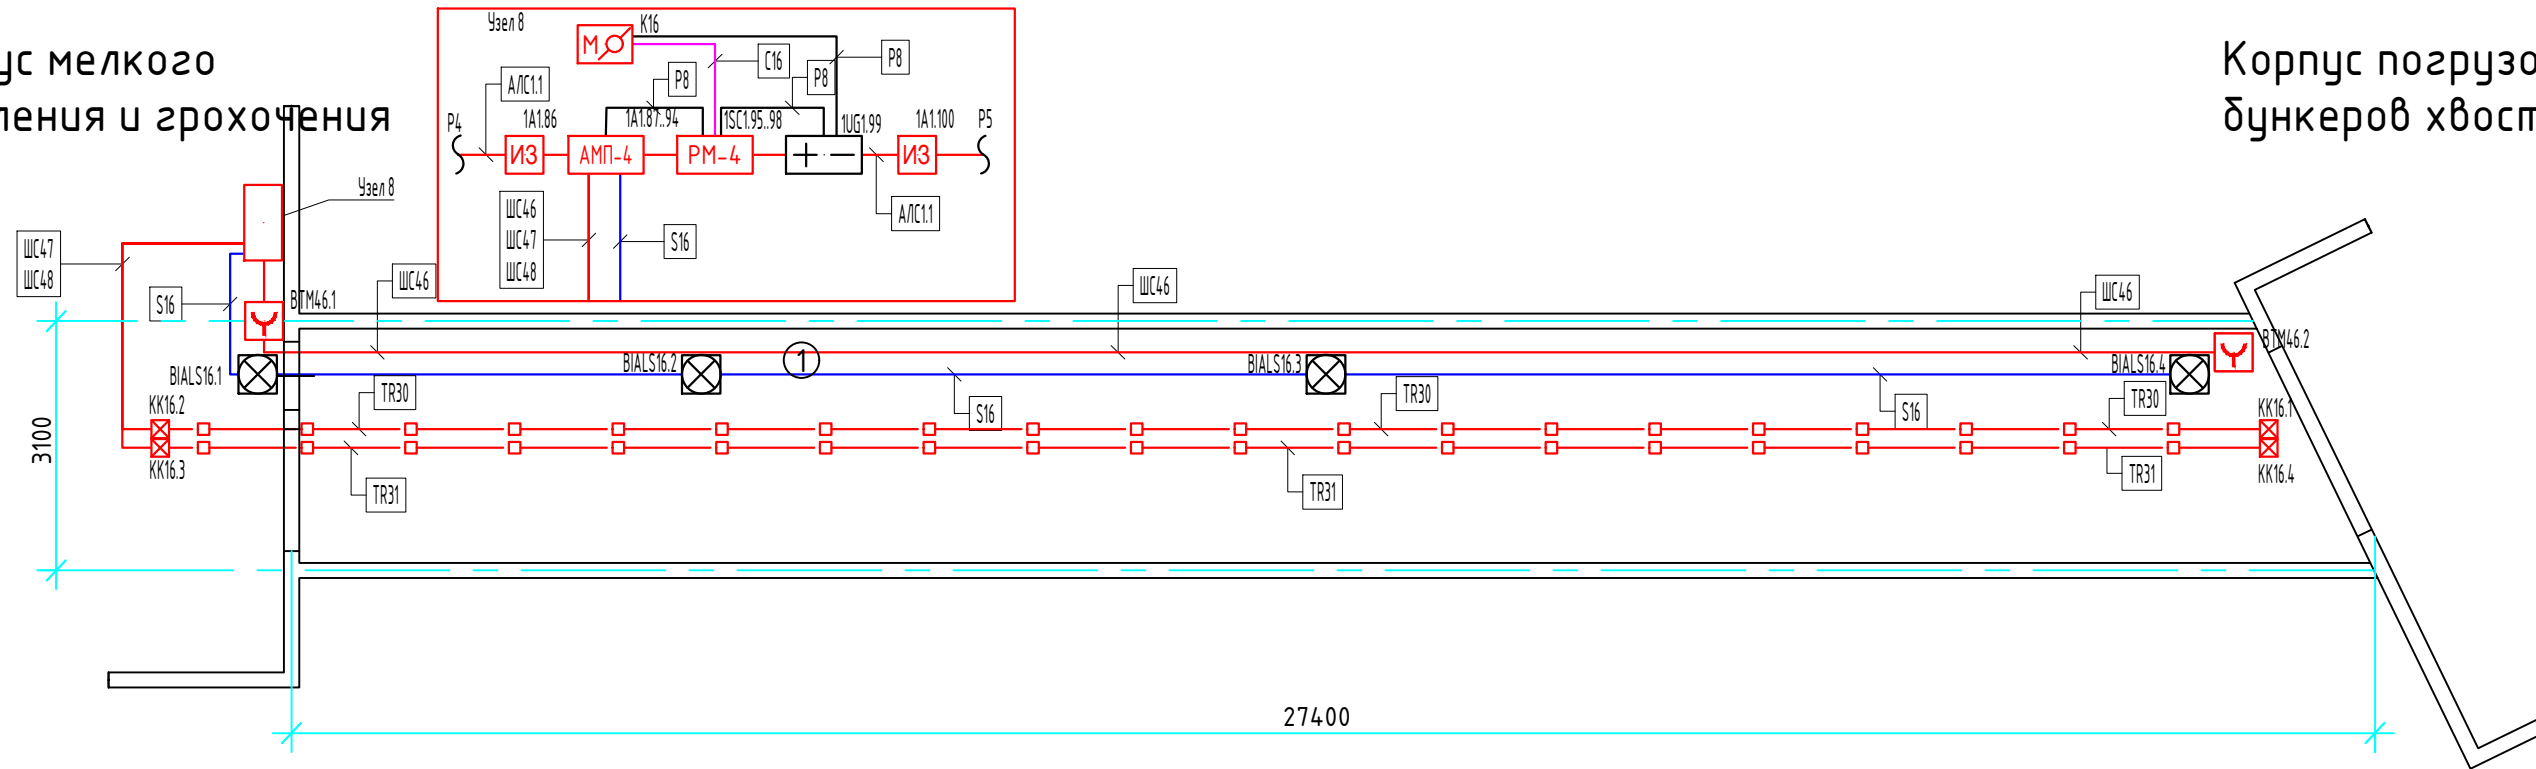 Узел 8
К16
ус мелкого
ления и грохочения
Корпус погрузо
бункеров хвост
М
С16
Р8
Р8
Р8
АЛС1.1
Р4
1А1.86
1А1.87..94
1SC1.95..98
1UG1.99
1А1.100
Р5
ИЗ
АМП-4
РМ-4
+ -
ИЗ
АЛС1.1
ШС46
ШС47
ШС48
S16
Узел 8
ШС47
ШС48
S16
BTM46.1
ШС46
ШС46
ШС46
BTM46.2
BIALS16.1
BIALS16.2
1
BIALS16.3
BIALS16.4
КК16.2
TR30
S16
TR30
S16
TR30
КК16.1
3100
КК16.3
TR31
TR31
TR31
КК16.4
27400